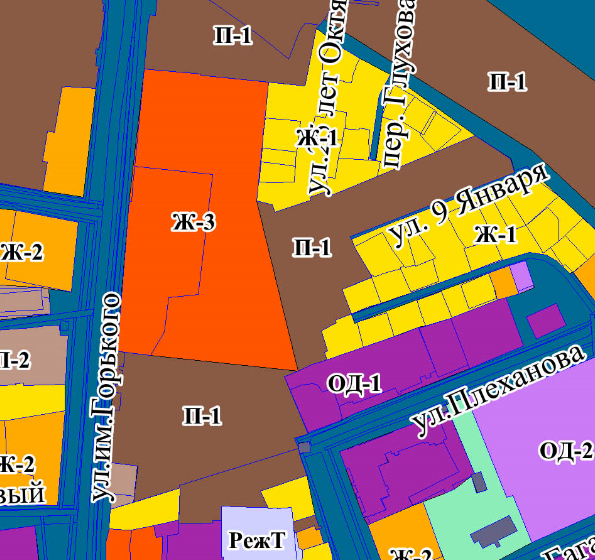 П-1
ул.25 лет Октя
пер. Глухова
П-1
Ж-1
ул. 9 Января
Ж-3
Ж-1
П-1
Ж-2
ул.им.Горького
П-2
ОД-1
ул.Плеханова
П-1
ОД-2
Ж-2
вый
РежТ
Ж-2